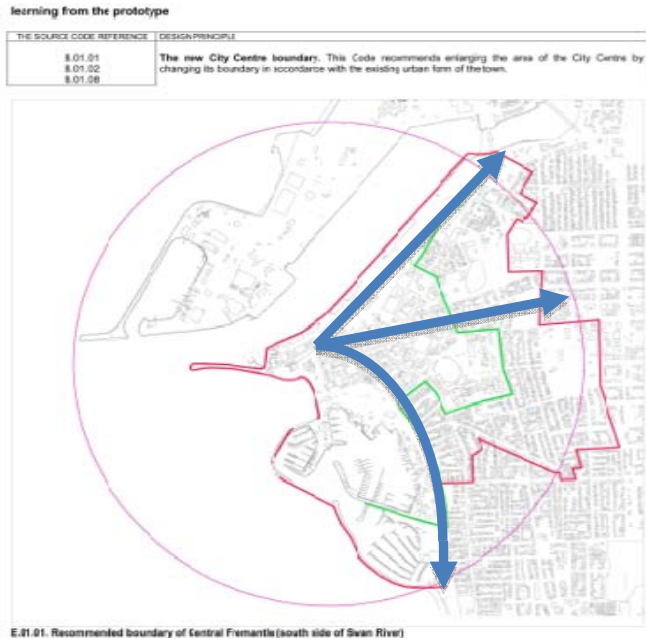 learning from the prototype
THE SOURCE CODE REFERENCE DESIGN PRINCIPLE
8.01.01
8.01.02
8.01.08
The new City Centre boundary. This Code recommends enlarging the area of the City Centre by
changing its boundary in accordance with the existing urban form of the town.
E.01.01. Recommended boundary of Central Fremantle (south side of Swan River)